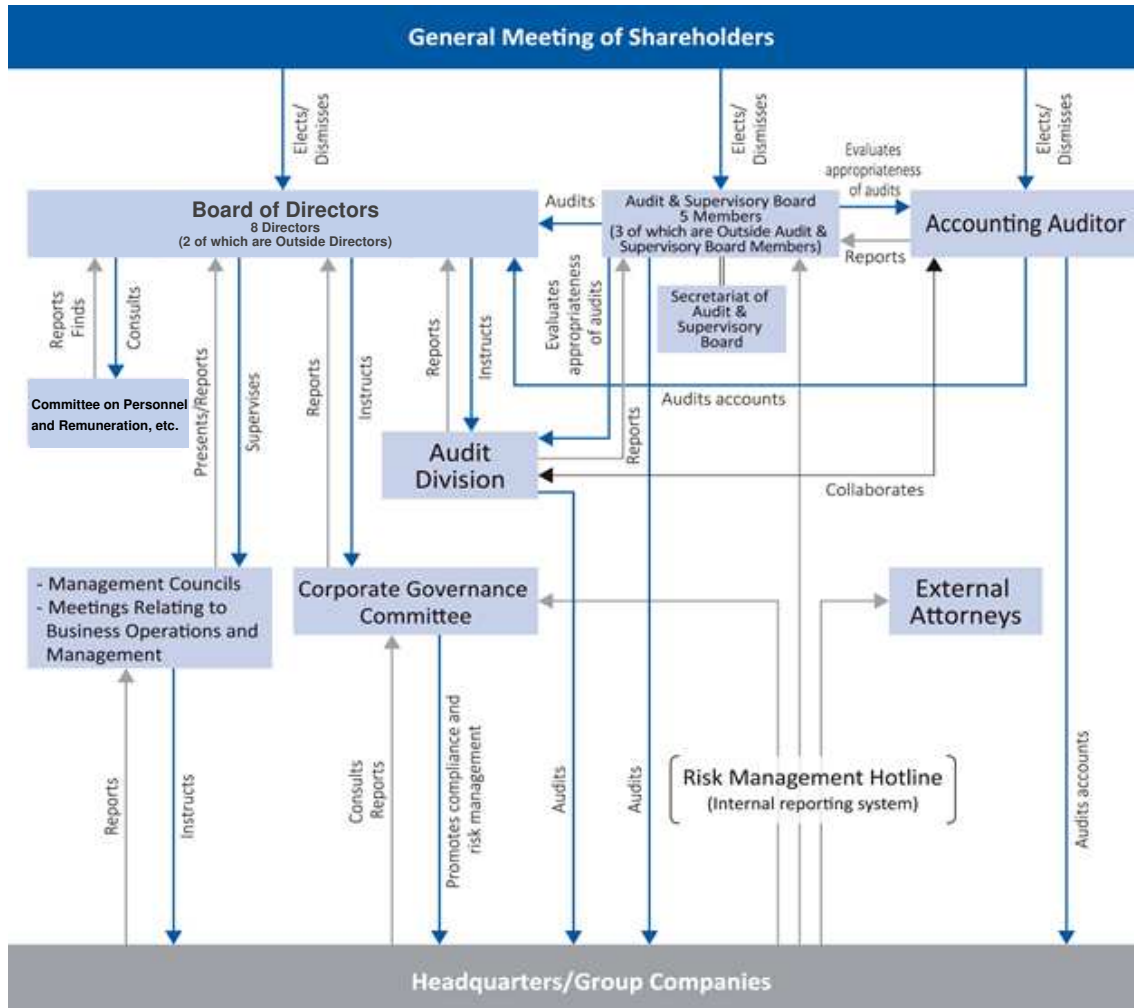 General Meeting of Shareholders
Elects/
Dismisses
Elects/
Dismisses
Elects/
Dismisses
Evaluates
appropriateness
of audits
Board of Directors
8 Directors
(2 of which are Outside Directors)
Audits
Audit & Supervisory Board
5 Members
(3 of which are Outside Audit &
Supervisory Board Members)
Accounting Auditor
Reports
Secretariat of
Audit &
Supervisory
Board
Reports
Finds
Consults
Presents/Reports
Supervises
Reports
Instructs
Reports
Instructs
Evaluates
appropriateness
of audits
Reports
Audits accounts
Committee on Personnel
and Remuneration, etc.
Audit
Division
Collaborates
- Management Councils
- Meetings Relating to
Business Operations and
Management
Corporate Governance
Committee
External
Attorneys
Reports
Instructs
Consults
Reports
Promotes compliance and
risk management
Audits
Audits
Risk Management Hotline
(Internal reporting system)
Audits accounts
Headquarters/Group Companies